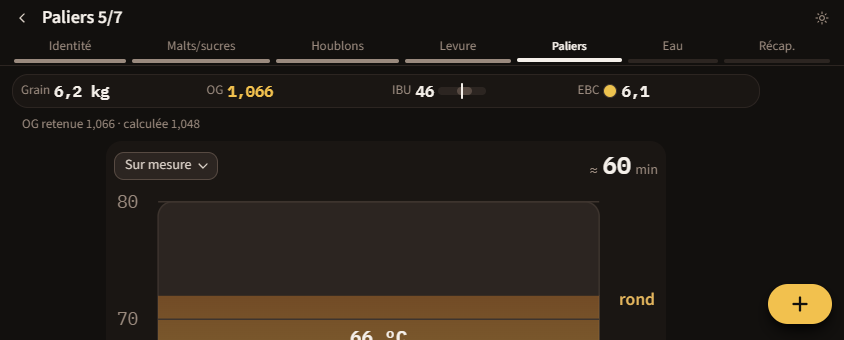 Paliers 5/7
Identité Malts/sucres Houblons Levure Paliers Eau Récap.
Grain 6,2 kg OG 1,066 IBU 46 EBC 6,1
OG retenue 1,066 · calculée 1,048
Sur mesure ≈ 60 min
80
rond
70
66 °C